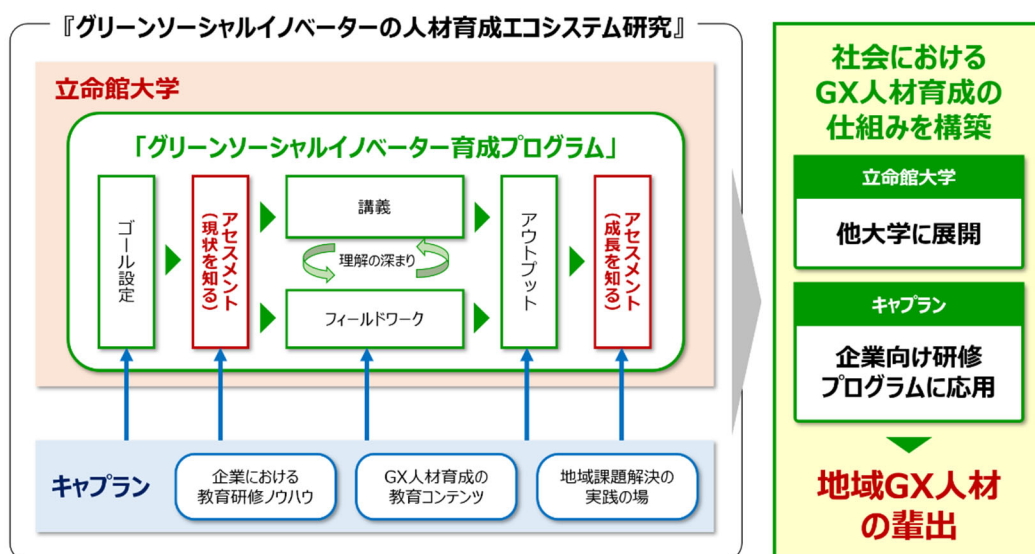 『グリーンソーシャルイノベーターの人材育成エコシステム研究』
立命館大学
「グリーンソーシャルイノベーター育成プログラム」
ゴール設定
アセスメント
(現状を知る)
講義
理解の深まり
フィールドワーク
アウトプット
アセスメント
(成長を知る)
キャプラン
企業における
教育研修ノウハウ
GX人材育成の
教育コンテンツ
地域課題解決の
実践の場
社会における
GX人材育成の
仕組みを構築
立命館大学
他大学に展開
キャプラン
企業向け研修
プログラムに応用
地域GX人材
の輩出